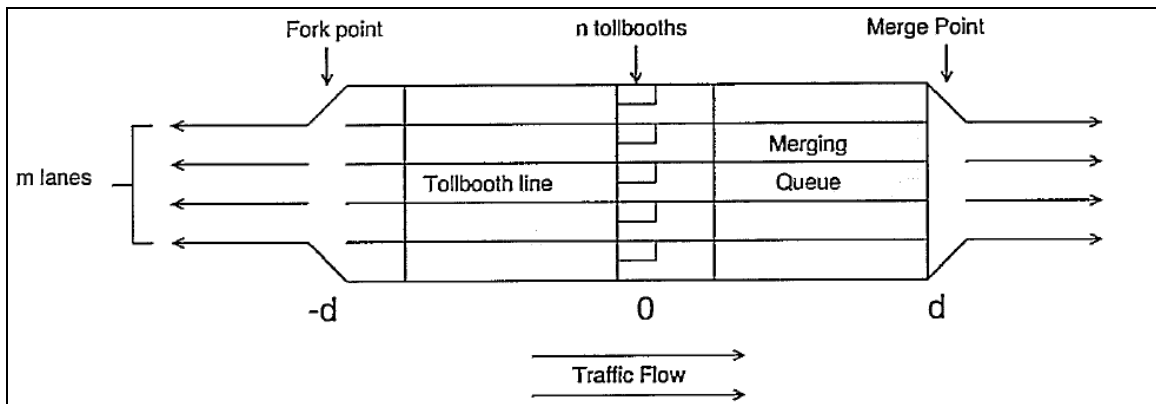 Fork point
n tollbooths
Merge Point
m lanes
Tollbooth line
Merging
Queue
-d
0
d
Traffic Flow